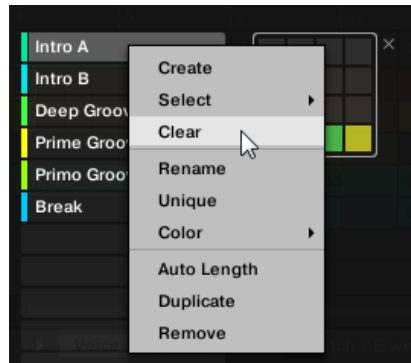 Intro A
Intro B
Deep Groov
Prime Groo
Primo Groo
Break
Create
Select
Clear
Rename
Unique
Color
Auto Length
Duplicate
Remove
Voice